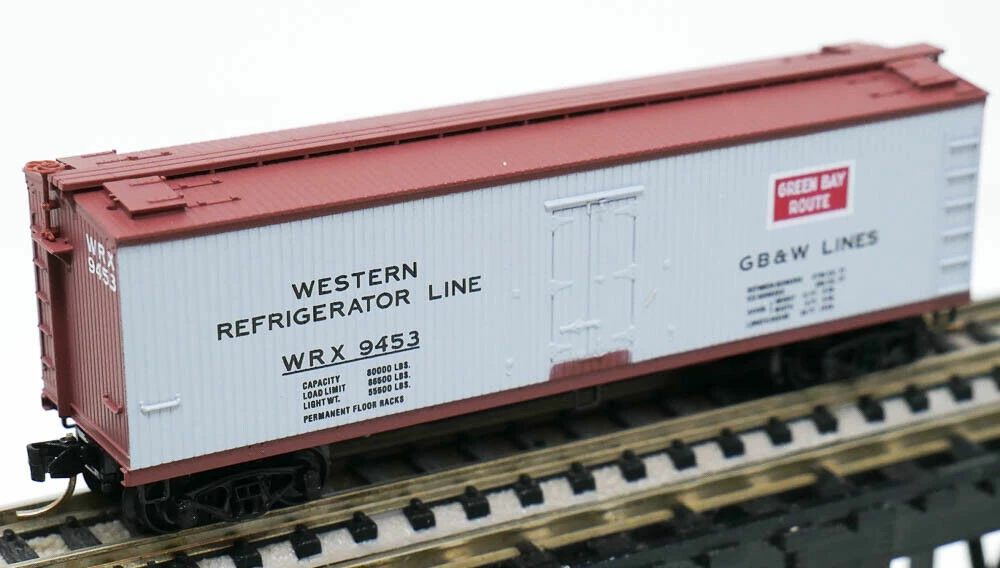 WRX
9453
WESTERN
REFRIGERATOR LINE
WRX 9453
CAPACITY 80000 LBS.
LOAD LIMIT 86500 LBS.
LIGHT WT. 55500 LBS.
PERMANENT FLOOR RACKS
GREEN BAY
ROUTE
GB&W LINES